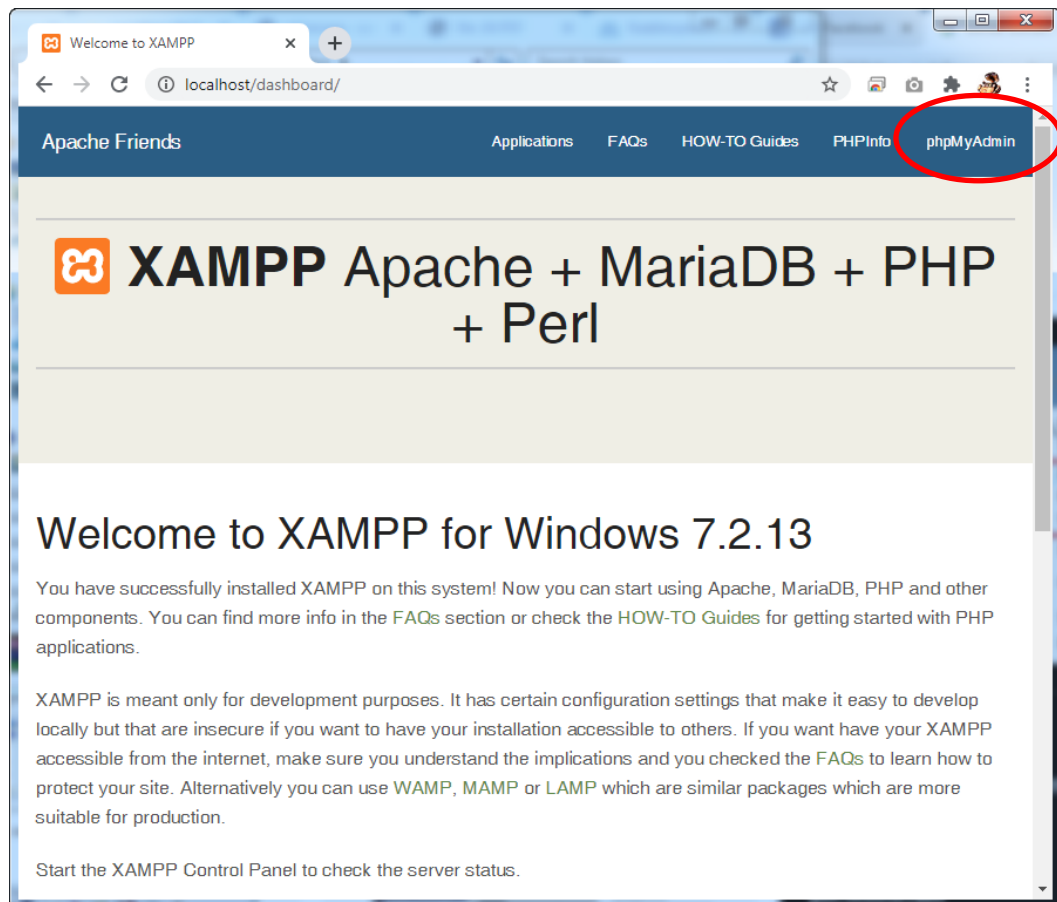 Welcome to XAMPP
localhost/dashboard/
Apache Friends
Applications
FAQs
HOW-TO Guides
PHPInfo
phpMyAdmin
XAMPP Apache + MariaDB + PHP
+ Perl
Welcome to XAMPP for Windows 7.2.13
You have successfully installed XAMPP on this system! Now you can start using Apache, MariaDB, PHP and other
components. You can find more info in the FAQs section or check the HOW-TO Guides for getting started with PHP
applications.
XAMPP is meant only for development purposes. It has certain configuration settings that make it easy to develop
locally but that are insecure if you want to have your installation accessible to others. If you want have your XAMPP
accessible from the internet, make sure you understand the implications and you checked the FAQs to learn how to
protect your site. Alternatively you can use WAMP, MAMP or LAMP which are similar packages which are more
suitable for production.
Start the XAMPP Control Panel to check the server status.